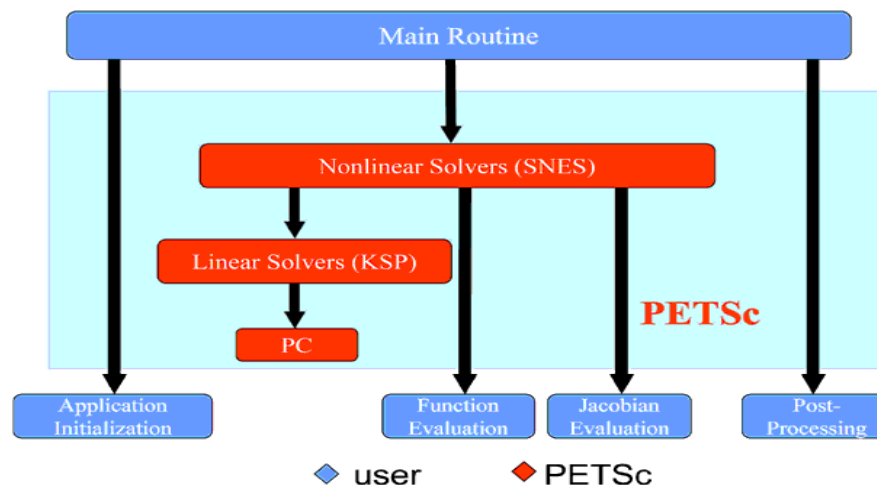 Main Routine
Nonlinear Solvers (SNES)
Linear Solvers (KSP)
PETSc
PC
Application
Initialization
Function
Evaluation
Jacobian
Evaluation
Post-
Processing
user
PETSc